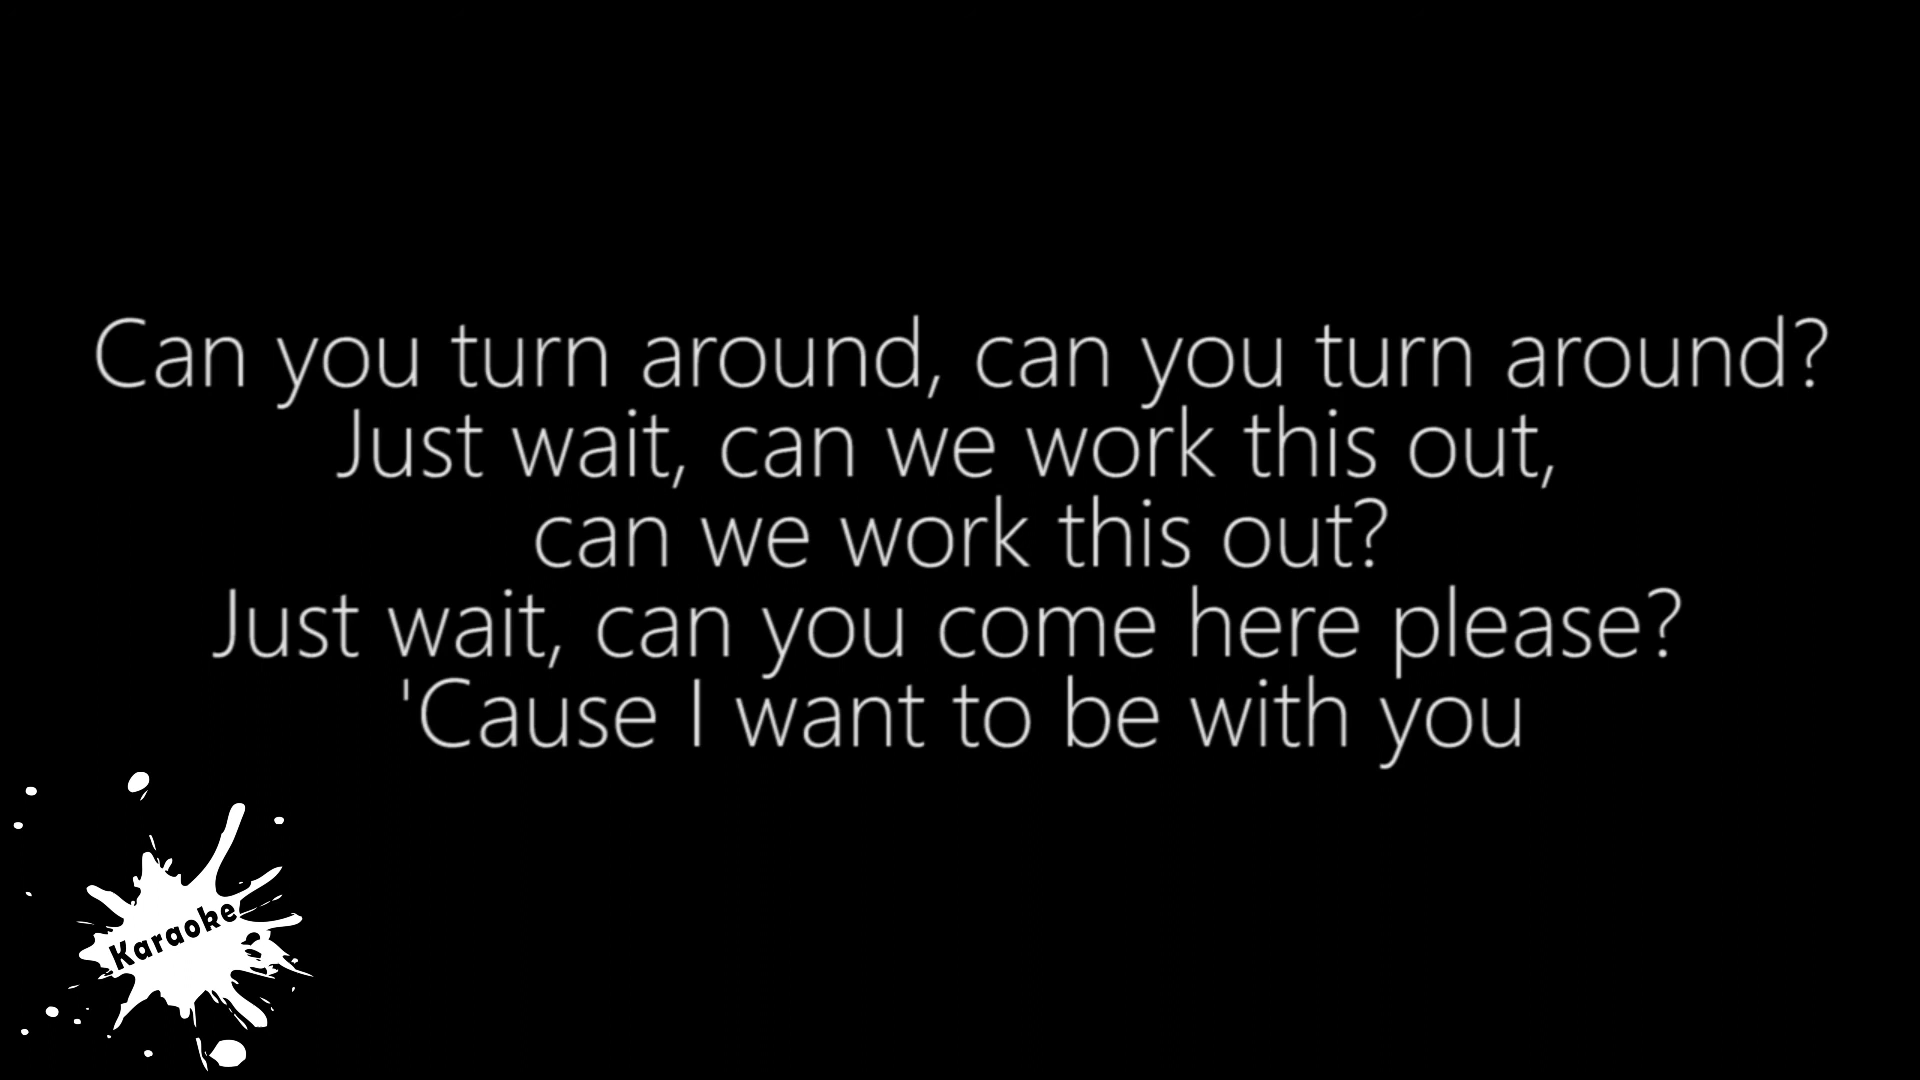 Can you turn around, can you turn around?
Just wait, can we work this out,
can we work this out?
Just wait, can you come here please?
'Cause I want to be with you
Karaoke